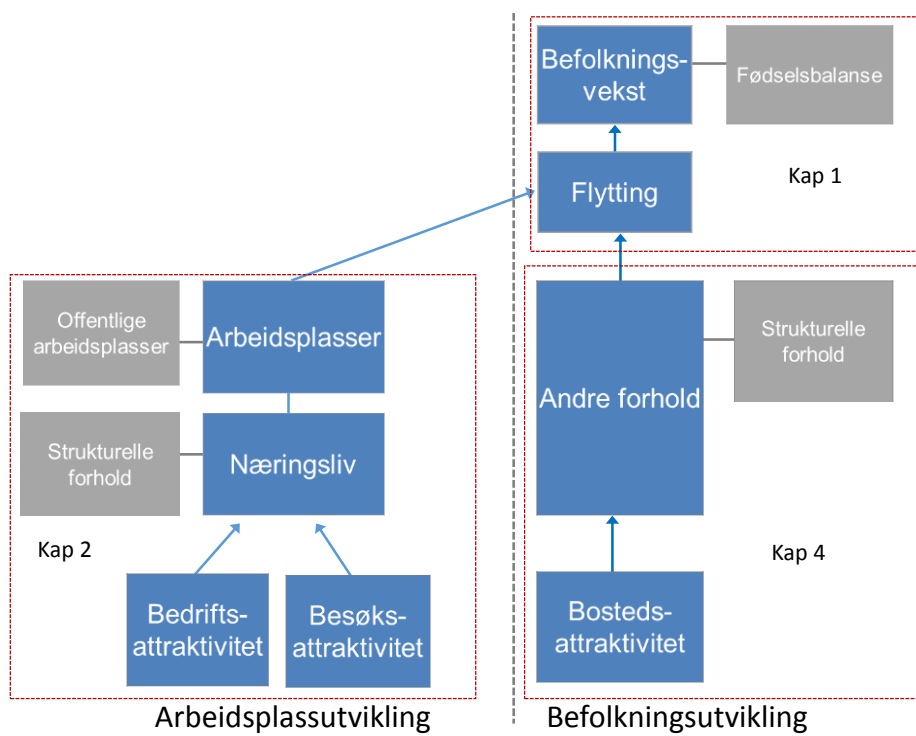 Befolknings-
vekst
Fødselsbalanse
Kap 1
Flytting
Offentlige
arbeidsplasser
Arbeidsplasser
Strukturelle
forhold
Næringsliv
Kap 2
Bedrifts-
attraktivitet
Besøks-
attraktivitet
Andre forhold
Strukturelle
forhold
Kap 4
Bosteds-
attraktivitet
Arbeidsplassutvikling
Befolkningsutvikling